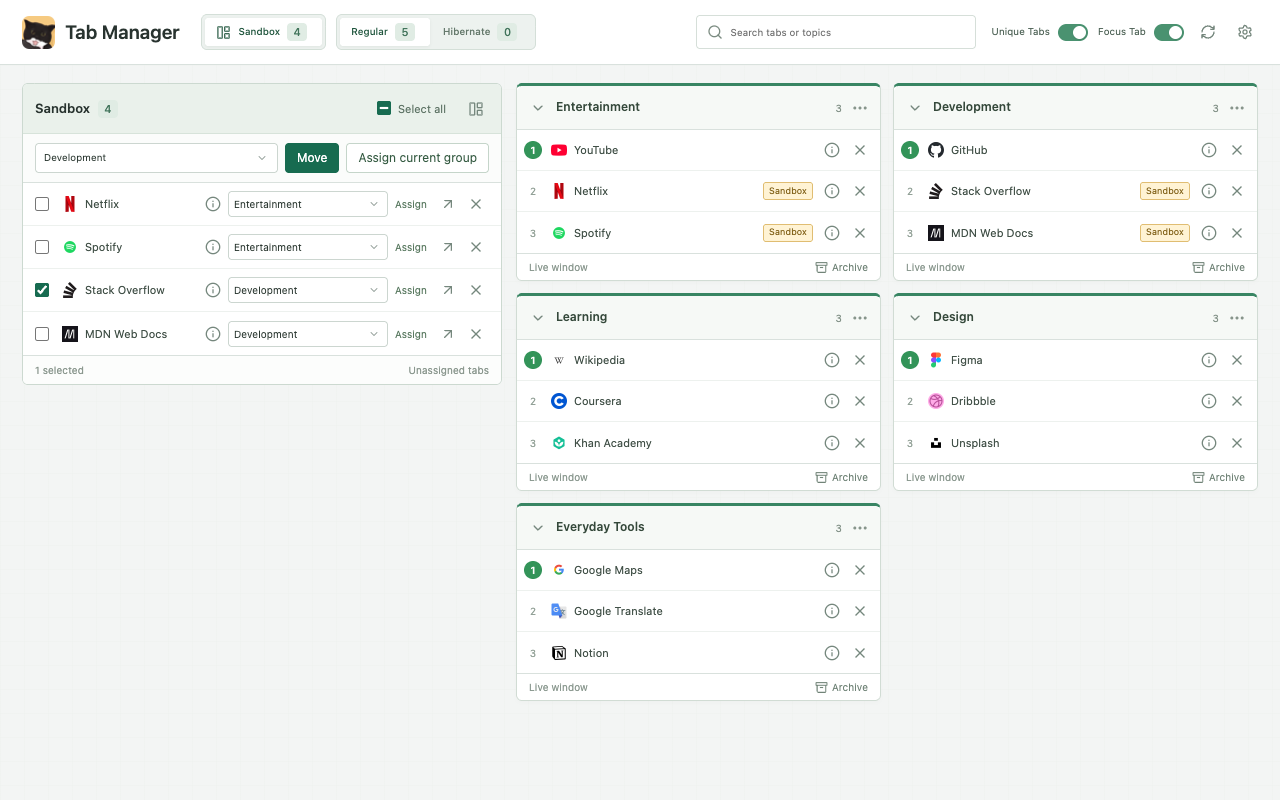 Tab Manager
Sandbox 4
Regular 5
Hibernate 0
Search tabs or topics
Unique Tabs
Focus Tab
Sandbox 4
Select all
Development
Move
Assign current group
Netflix
Entertainment
Assign
Spotify
Entertainment
Assign
Stack Overflow
Development
Assign
MDN Web Docs
Development
Assign
1 selected
Unassigned tabs
Entertainment
3
1 YouTube
2 Netflix Sandbox
3 Spotify Sandbox
Live window
Archive
Development
3
1 GitHub
2 Stack Overflow Sandbox
3 MDN Web Docs Sandbox
Live window
Archive
Learning
3
1 W Wikipedia
2 Coursera
3 Khan Academy
Live window
Archive
Design
3
1 Figma
2 Dribbble
3 Unsplash
Live window
Archive
Everyday Tools
3
1 Google Maps
2 Google Translate
3 Notion
Live window
Archive